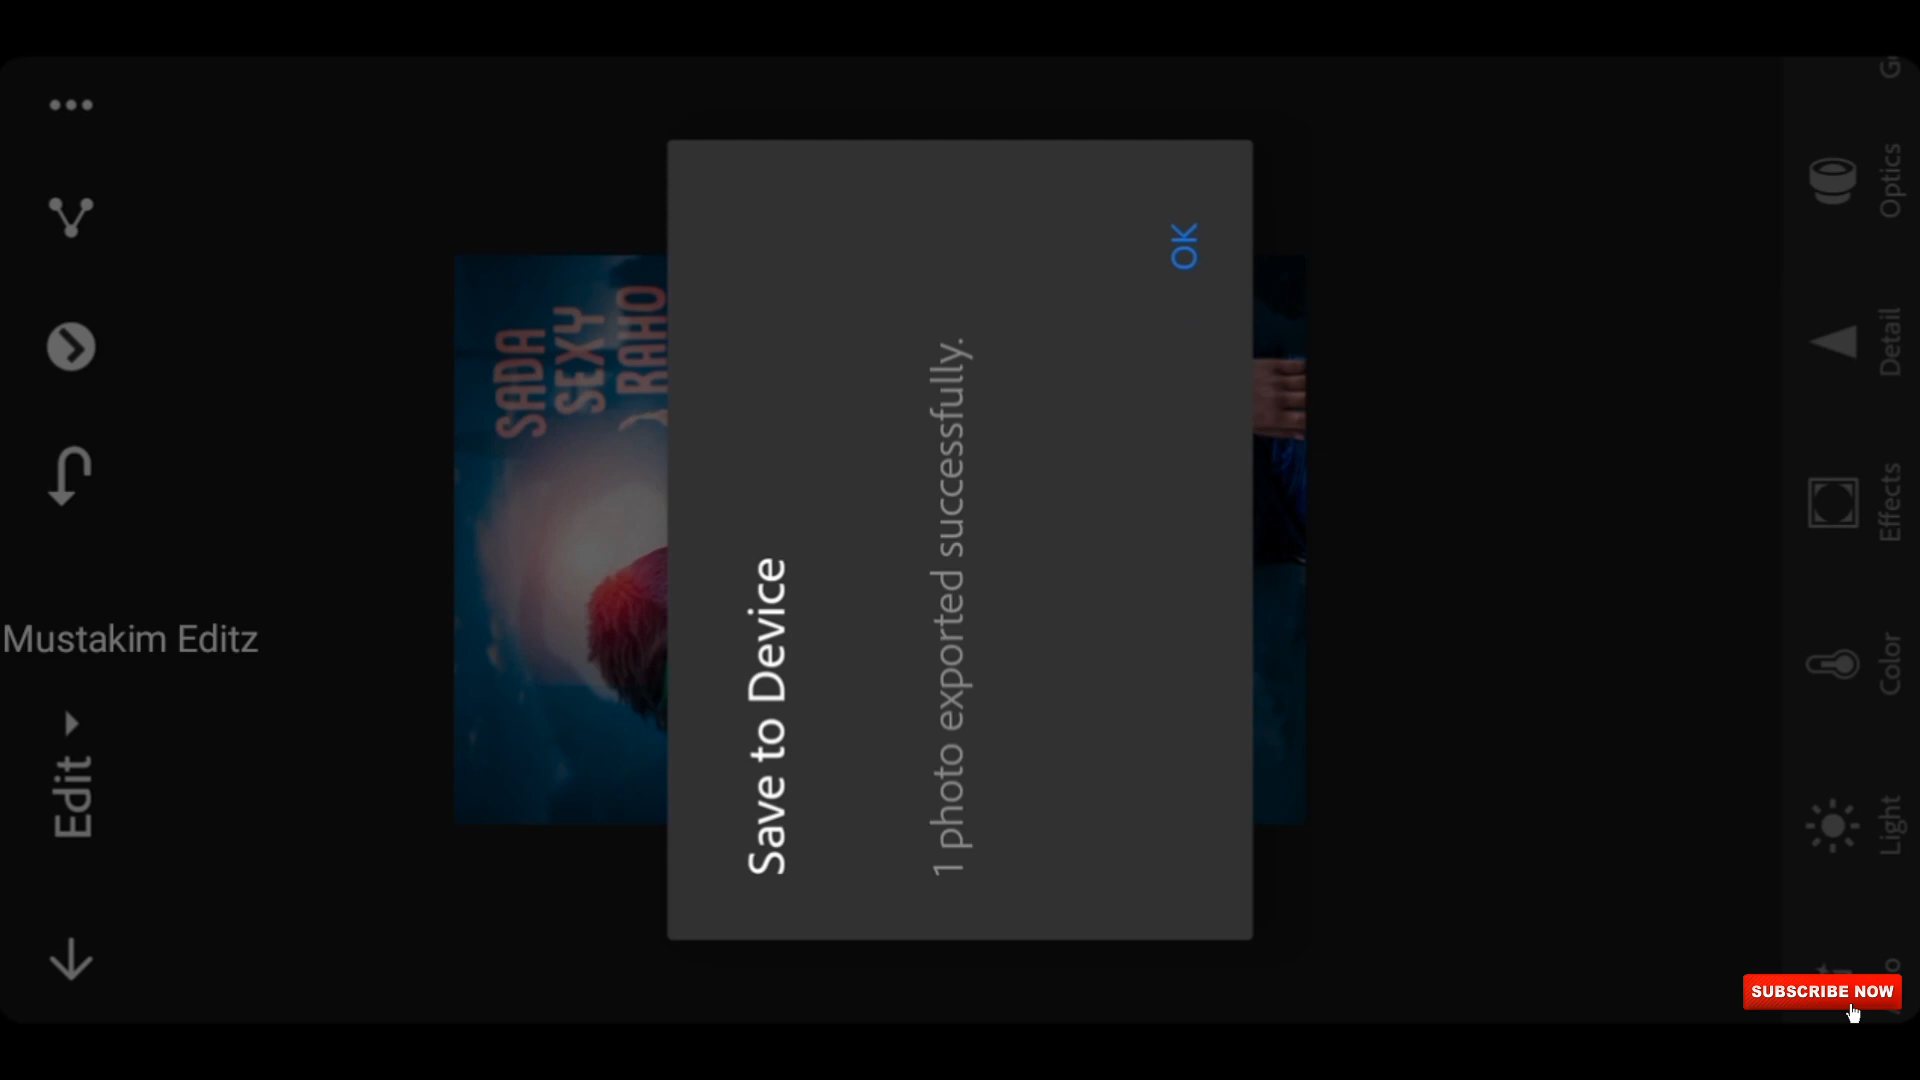 Save to Device
1 photo exported successfully.
OK
SADA
SEXY
RAHO
Edit
Mustakim Editz
Light
Color
Effects
Detail
Optics
SUBSCRIBE NOW